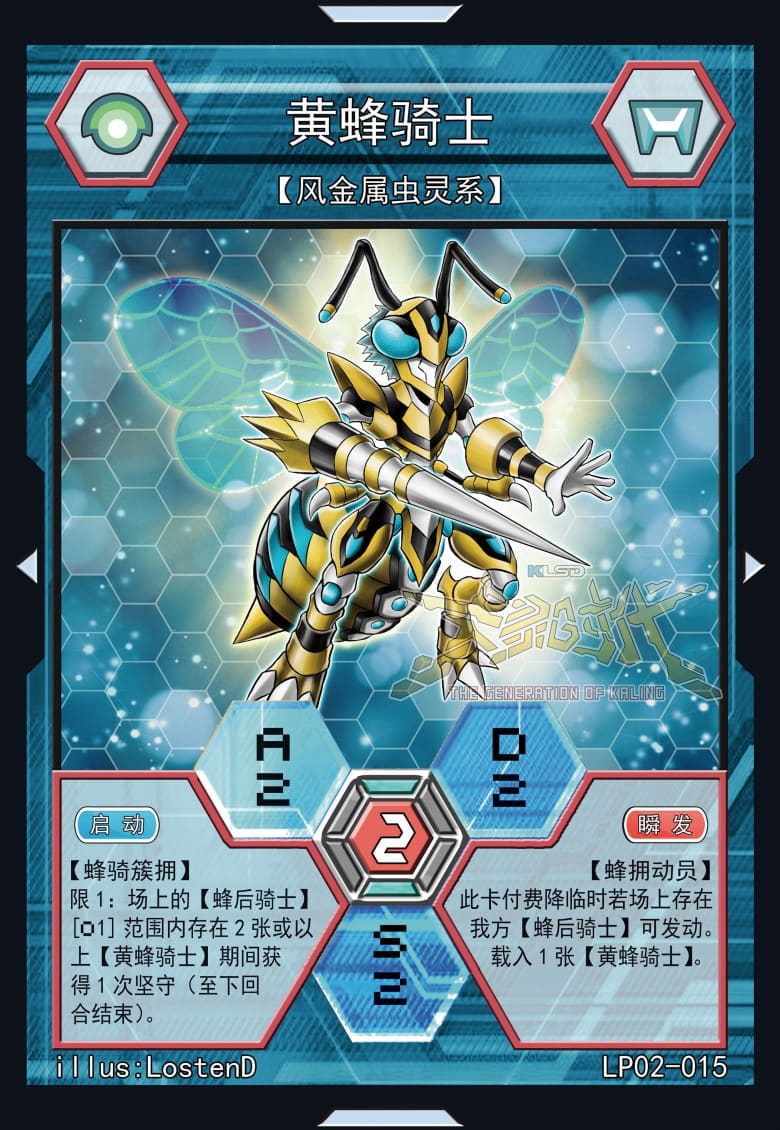 黄蜂骑士
【风金属虫灵系】
KLSD
THE GENERATION OF KALING
A
2
D
2
2
S
2
启动
【蜂骑簇拥】
限1：场上的【蜂后骑士】
[o1]范围内存在2张或以
上【黄蜂骑士】期间获
得1次坚守（至下回
合结束）。
瞬发
【蜂拥动员】
此卡付费降临时若场上存在
我方【蜂后骑士】可发动。
载入1张【黄蜂骑士】。
illus:LostenD
LP02-015